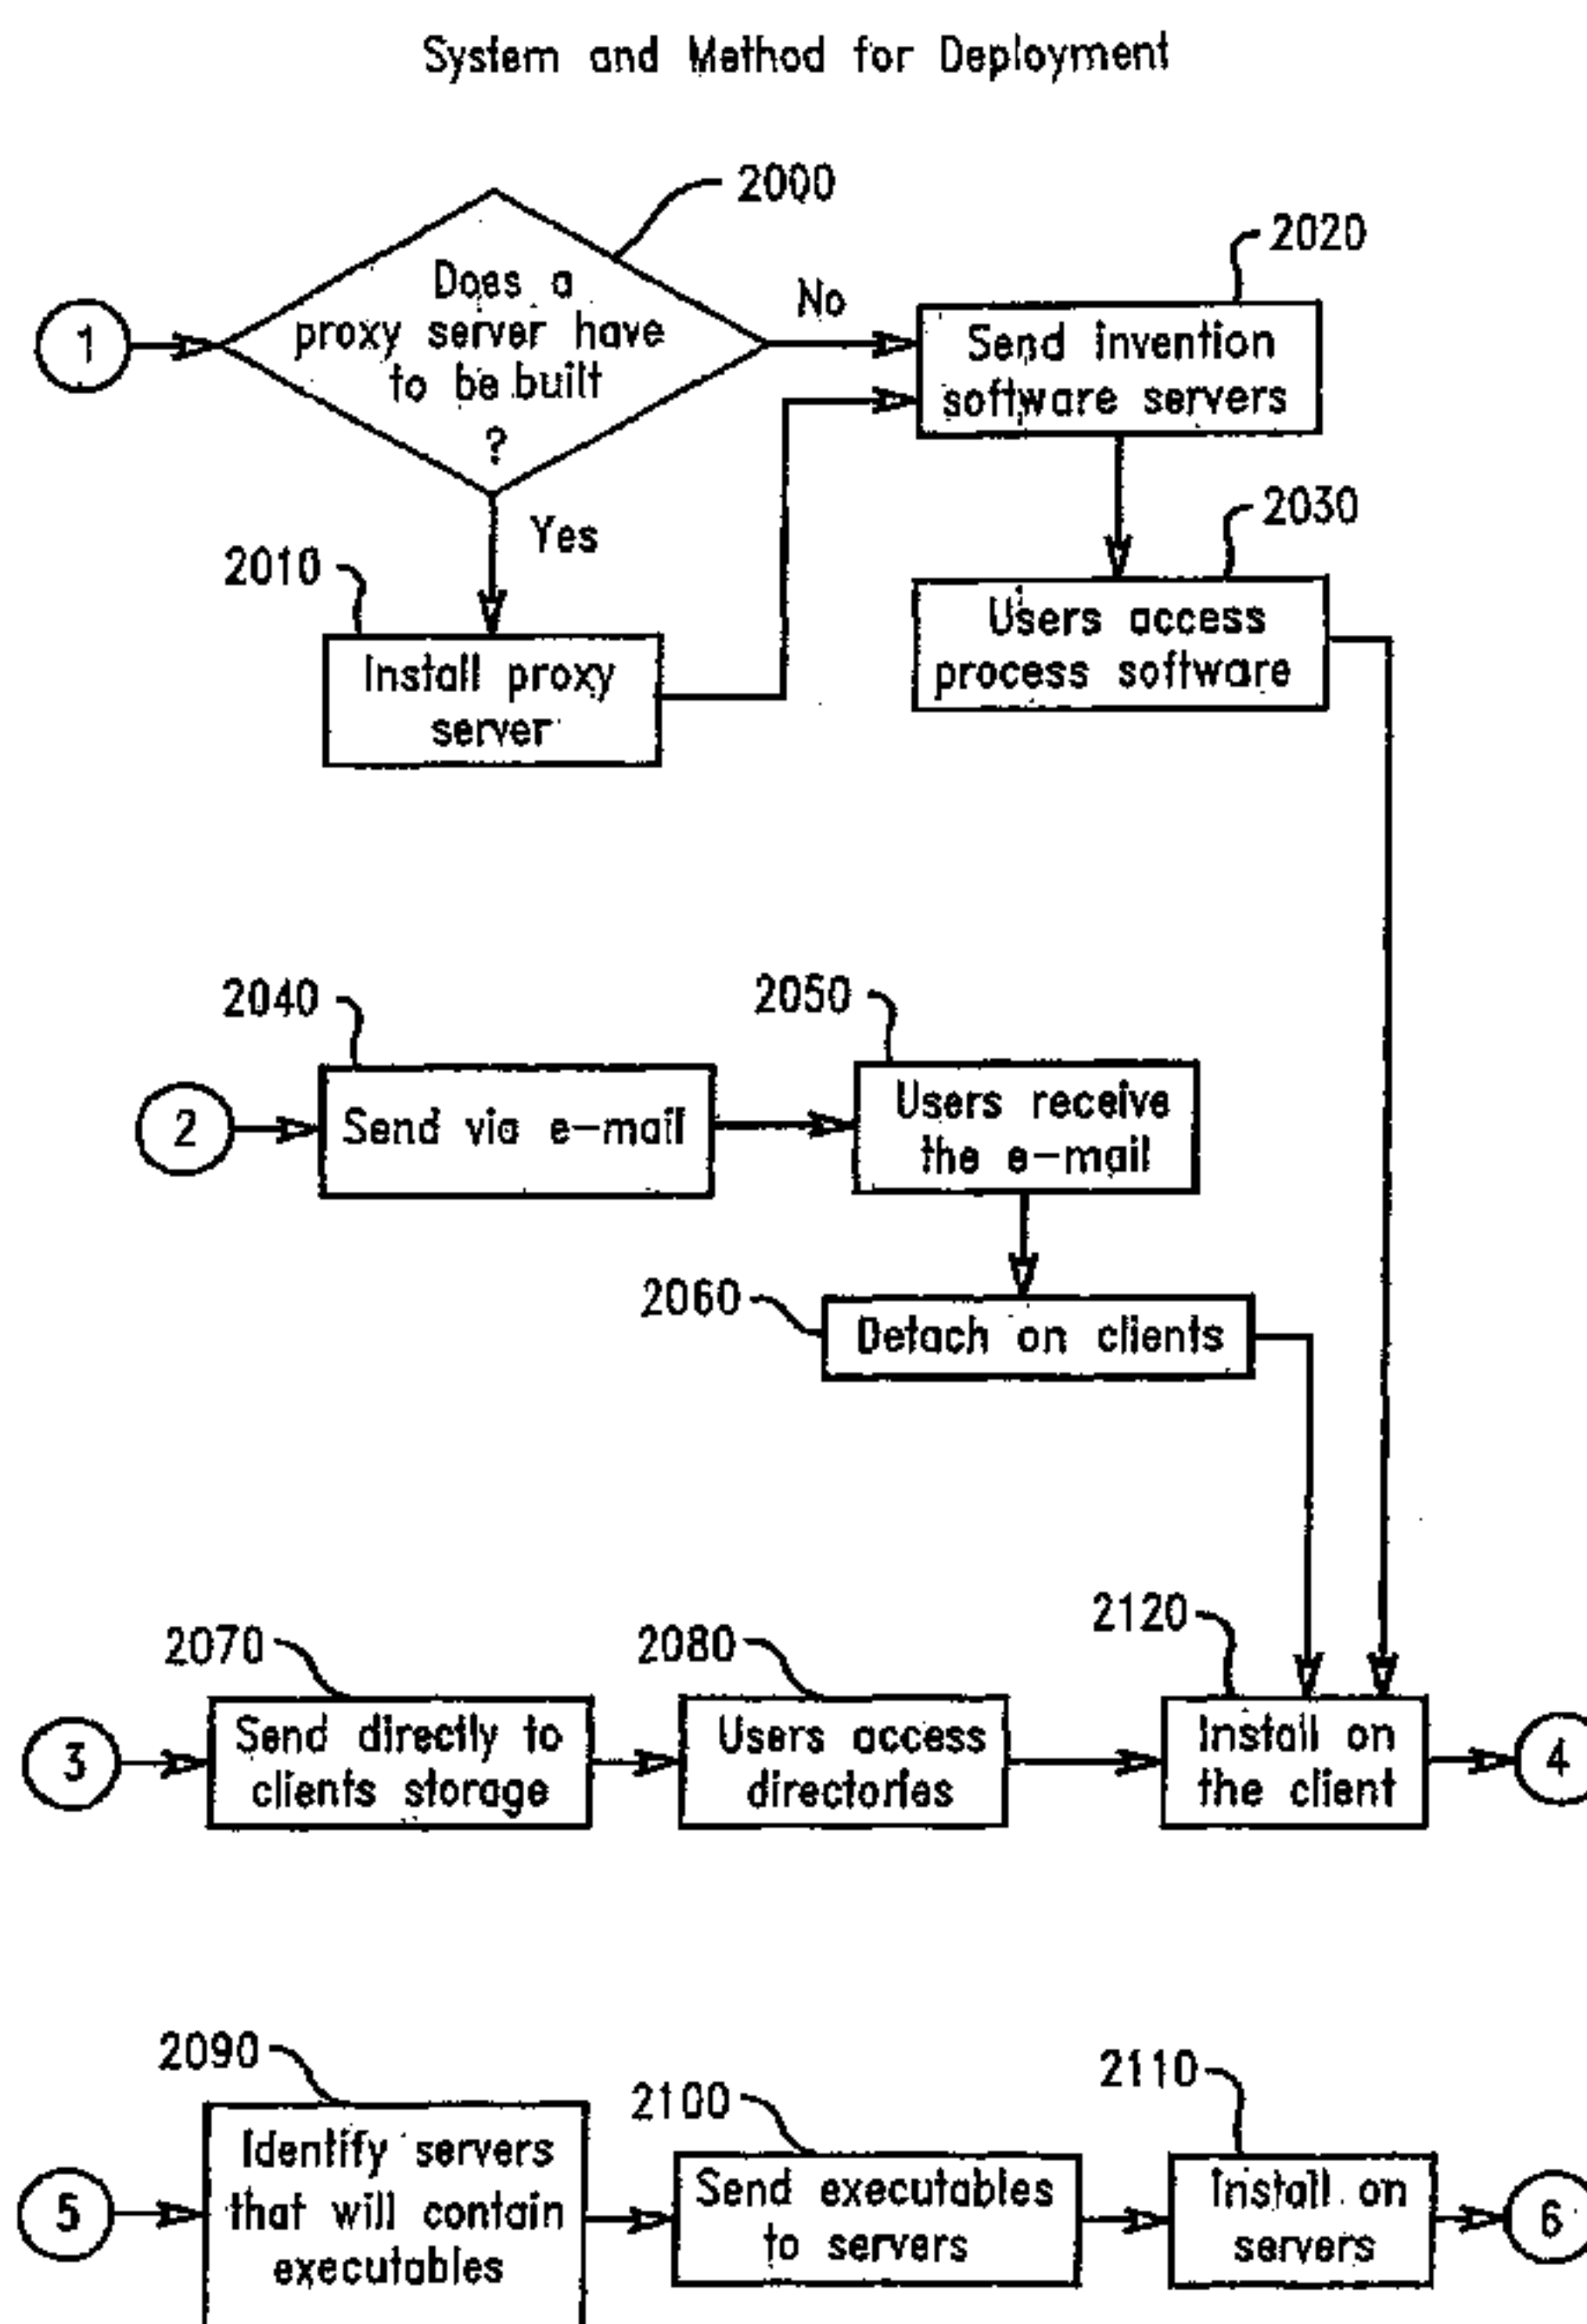 System and Method for Deployment
2000
2020
1
Does a
proxy server have
to be built
?
No
Send invention
software servers
Yes
2030
2010
Users access
process software
Install proxy
server
2040
2050
2
Send via e-mail
Users receive
the e-mail
2060
Detach on clients
2120
2070
2080
3
Send directly to
clients storage
Users access
directories
Install on
the client
4
2090
2100
2110
5
Identify servers
that will contain
executables
Send executables
to servers
Install on
servers
6